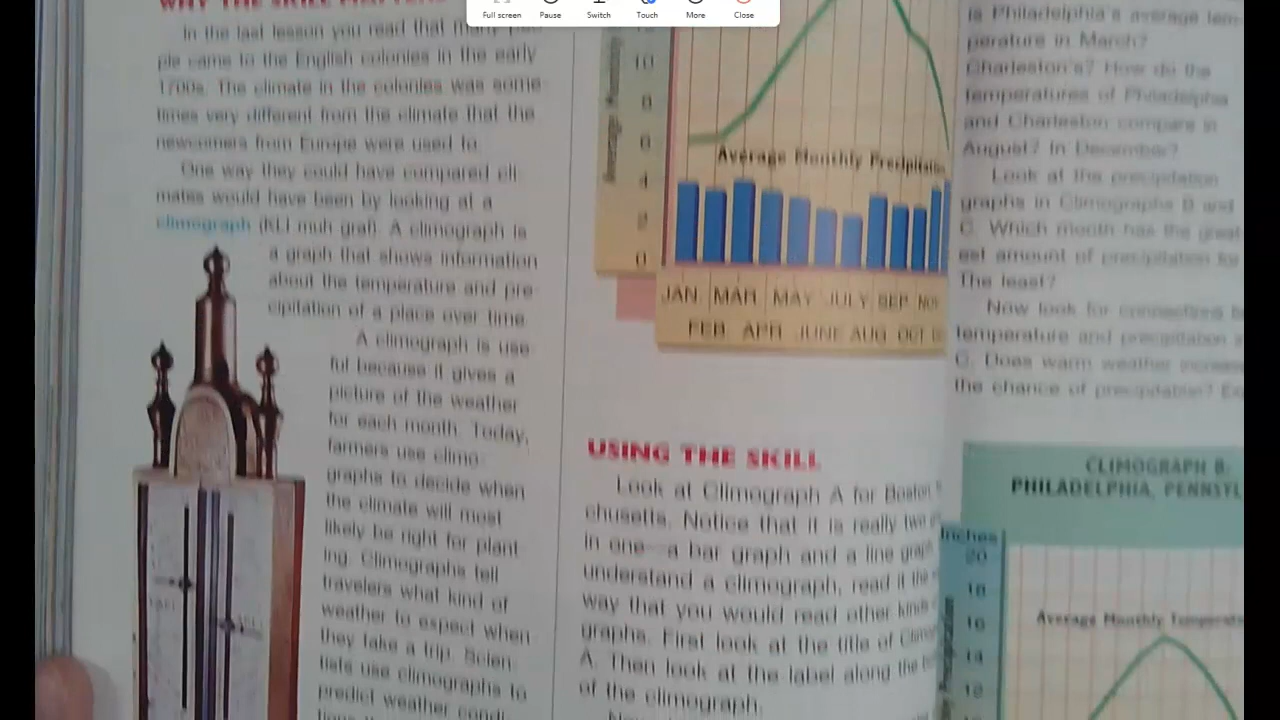 Full screen Pause Switch Touch More Close
WHY THE SKILL MATTERS
In the last lesson you read that many peo-
ple came to the English colonies in the early
1700s. The climate in the colonies was some-
times very different from the climate that the
newcomers from Europe were used to.
One way they could have compared cli-
mates would have been by looking at a
climograph (KLI muh graf). A climograph is
a graph that shows information
about the temperature and pre-
cipitation of a place over time.
A climograph is use-
ful because it gives a
picture of the weather
for each month. Today,
farmers use climo-
graphs to decide when
the climate will most
likely be right for plant-
ing. Climographs tell
travelers what kind of
weather to expect when
they take a trip. Scien-
tists use climographs to
predict weather condi-
10
8
6
4
2
0
Average Monthly
Average Monthly Precipitation
JAN. MAR. MAY JULY SEP. NOV.
FEB. APR. JUNE AUG. OCT.
USING THE SKILL
Look at Climograph A for Boston,
chusetts. Notice that it is really two
in one—a bar graph and a line graph.
understand a climograph, read it the
way that you would read other kinds
graphs. First look at the title of
A. Then look at the label along the
of the climograph.
is Philadelphia's average tem-
perature in March?
Charleston's? How do the
temperatures of Philadelphia
and Charleston compare in
August? In December?
Look at the precipitation
graphs in Climographs B and
C. Which month has the great-
est amount of precipitation for
The least?
Now look for connections
temperature and precipitation
C. Does warm weather increase
the chance of precipitation?
CLIMOGRAPH B:
PHILADELPHIA, PENNSYL
Inches
20
18
16
14
12
Average Monthly Temperatu